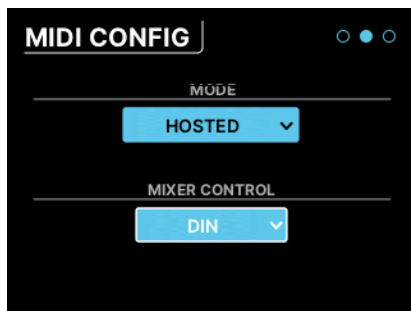 MIDI CONFIG
MODE
HOSTED
MIXER CONTROL
DIN